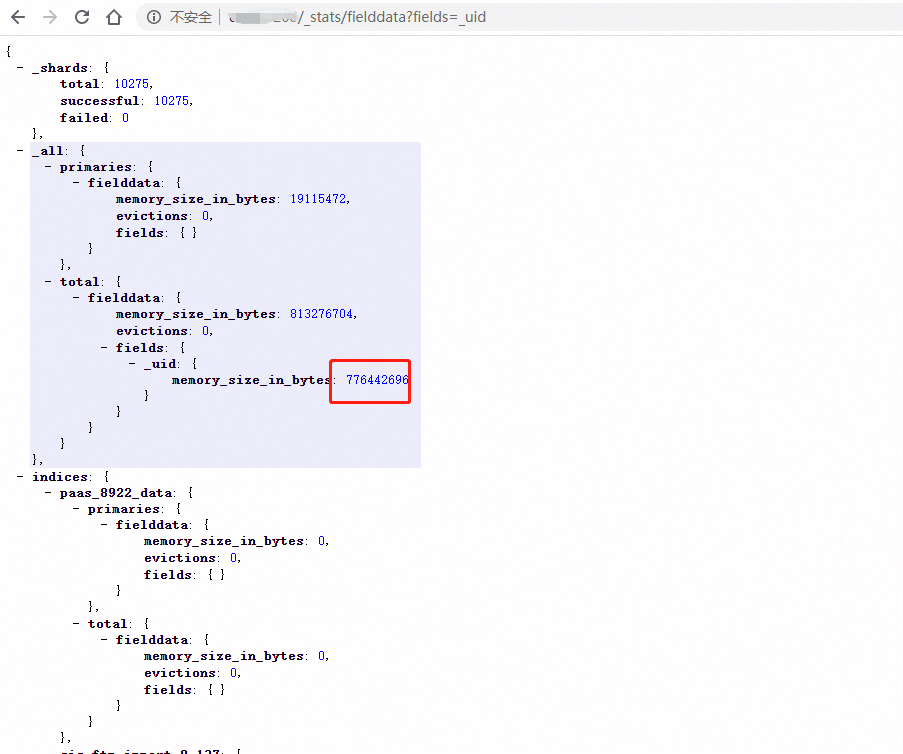 不安全 /_stats/fielddata?fields=_uid
{
- _shards: {
total: 10275,
successful: 10275,
failed: 0
},
- _all: {
- primaries: {
- fielddata: {
memory_size_in_bytes: 19115472,
evictions: 0,
fields: { }
}
},
- total: {
- fielddata: {
memory_size_in_bytes: 813276704,
evictions: 0,
- fields: {
- _uid: {
memory_size_in_bytes: 776442696
}
}
}
}
},
- indices: {
- paas_8922_data: {
- primaries: {
- fielddata: {
memory_size_in_bytes: 0,
evictions: 0,
fields: { }
}
},
- total: {
- fielddata: {
memory_size_in_bytes: 0,
evictions: 0,
fields: { }
}
}
},